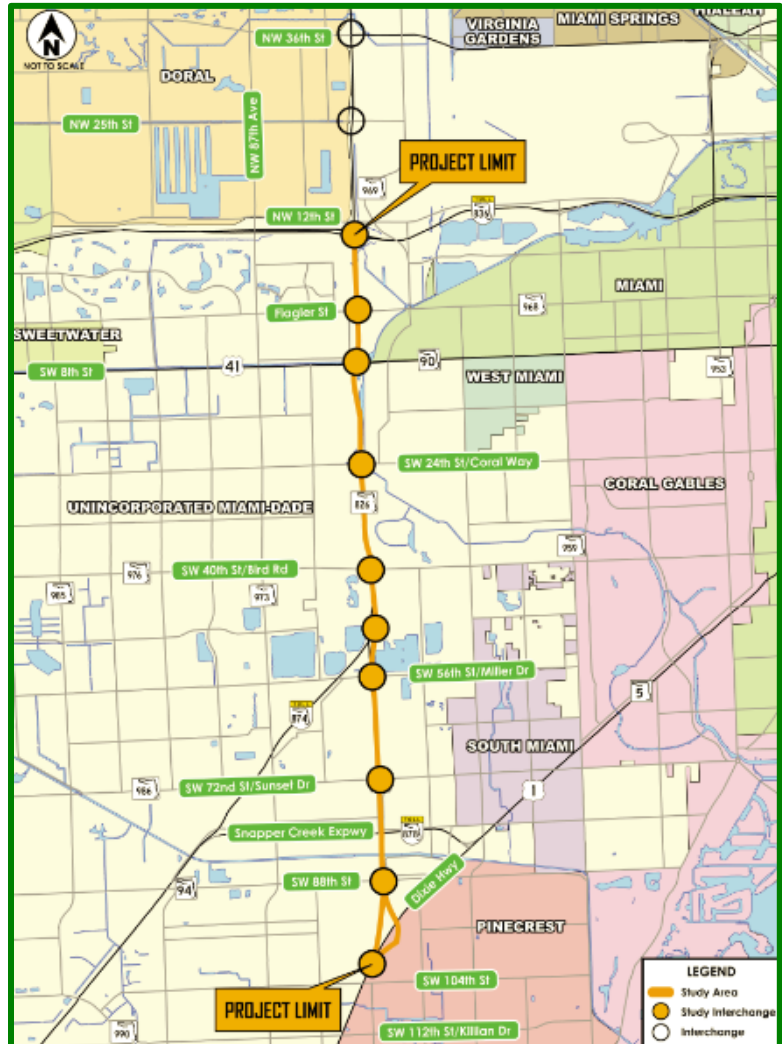 N
NOT TO SCALE
NW 36th St
VIRGINIA
GARDENS
MIAMI SPRINGS
HIALEAH
DORAL
NW 87th Ave
NW 25th St
PROJECT LIMIT
969
NW 12th St
TOLL
836
MIAMI
Flagler St
968
SWEETWATER
SW 8th St
41
90
WEST MIAMI
953
SW 24th St/Coral Way
UNINCORPORATED MIAMI-DADE
826
CORAL GABLES
959
SW 40th St/Bird Rd
976
985
973
SW 56th St/Miller Dr
TOLL
874
5
SOUTH MIAMI
986
SW 72nd St/Sunset Dr
1
Snapper Creek Expwy
TOLL
878
SW 88th St
94
Dixie Hwy
PINECREST
SW 104th St
PROJECT LIMIT
990
SW 112th St/Killian Dr
LEGEND
Study Area
Study Interchange
Interchange